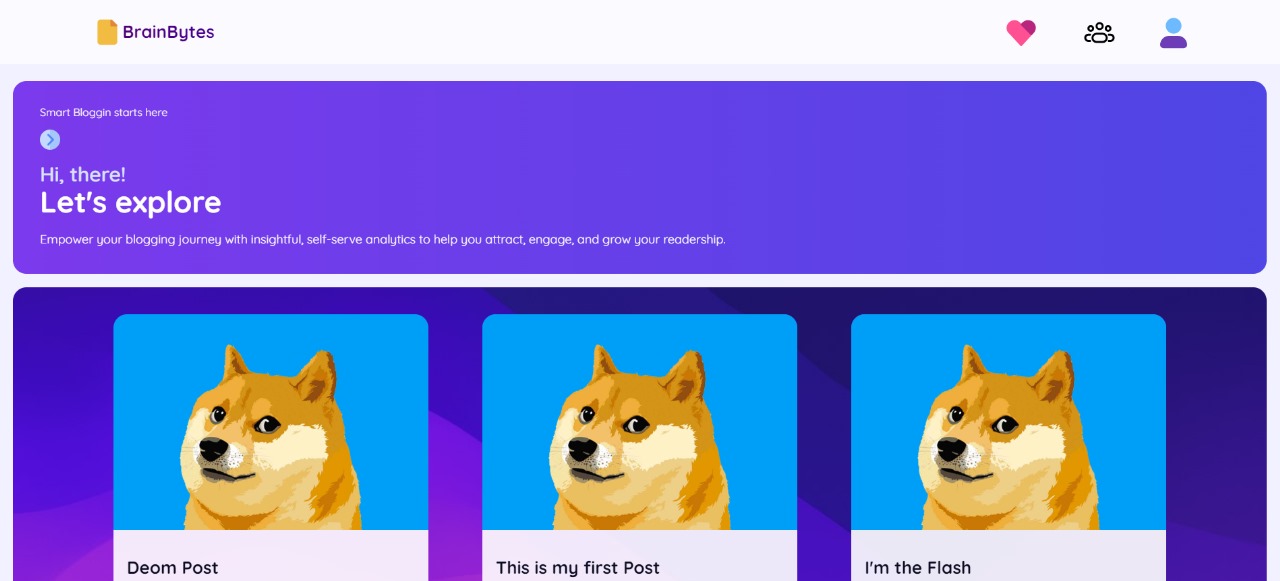 BrainBytes
Smart Bloggin starts here
Hi, there!
Let's explore
Empower your blogging journey with insightful, self-serve analytics to help you attract, engage, and grow your readership.
Deom Post
This is my first Post
I'm the Flash